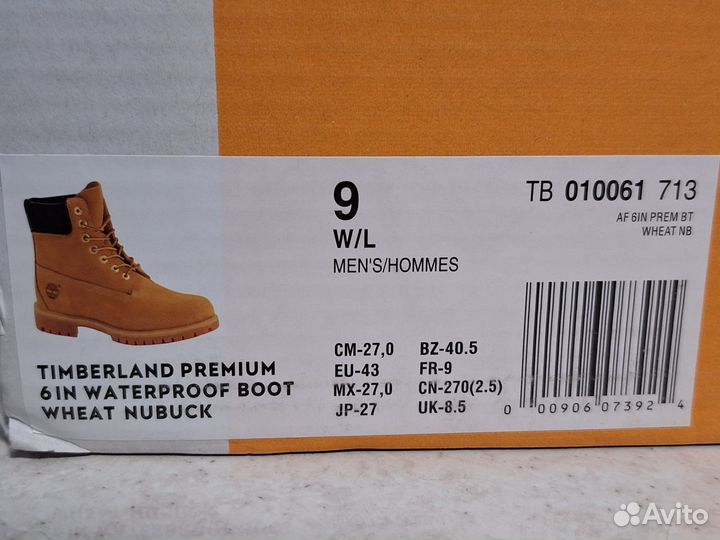 9
W/L
MEN'S/HOMMES
TB 010061 713
AF 6IN PREM BT
WHEAT NB
TIMBERLAND PREMIUM
6 IN WATERPROOF BOOT
WHEAT NUBUCK
CM-27,0 BZ-40.5
EU-43 FR-9
MX-27,0 CN-270(2.5)
JP-27 UK-8.5
0 00906 07392 4
Avito